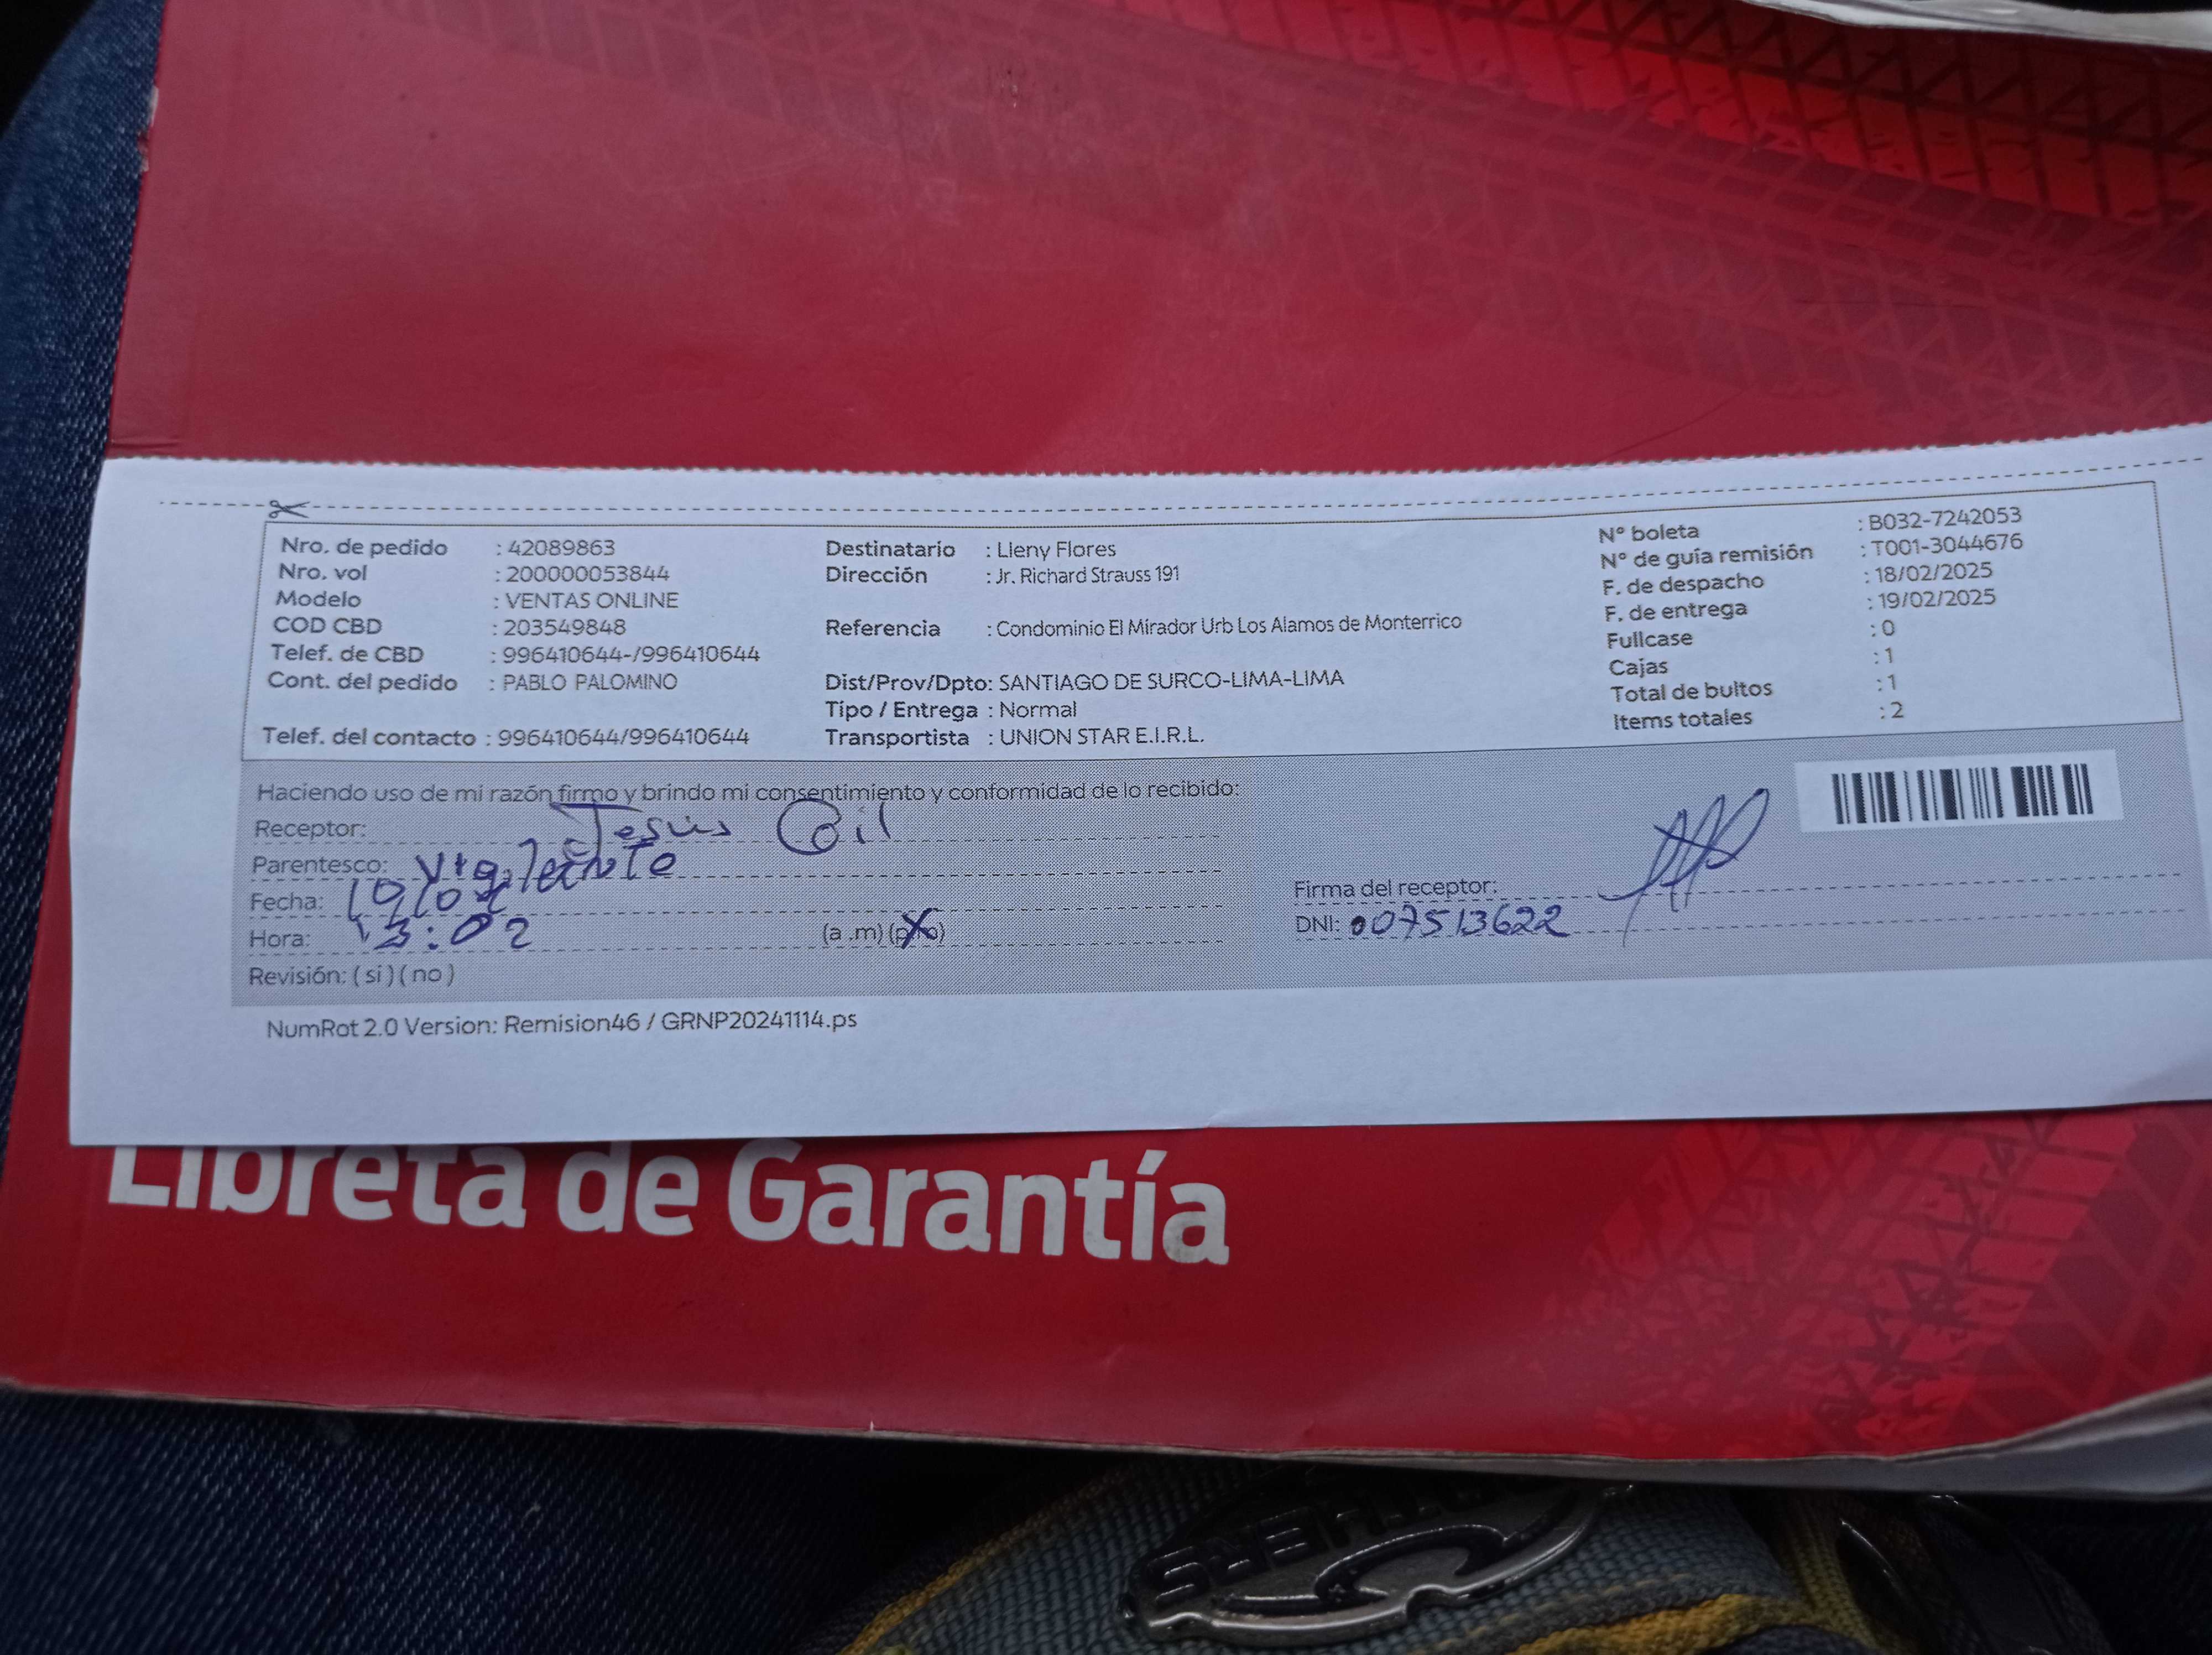 Nro. de pedido : 42089863
Nro. vol : 200000053844
Modelo : VENTAS ONLINE
COD CBD : 203549848
Telef. de CBD : 996410644-/996410644
Cont. del pedido : PABLO PALOMINO
Telef. del contacto : 996410644/996410644
Destinatario : Lleny Flores
Dirección : Jr. Richard Strauss 191
Referencia : Condominio El Mirador Urb Los Alamos de Monterrico
Dist/Prov/Dpto: SANTIAGO DE SURCO-LIMA-LIMA
Tipo / Entrega : Normal
Transportista : UNION STAR E.I.R.L.
N° boleta : B032-7242053
N° de guía remisión : T001-3044676
F. de despacho : 18/02/2025
F. de entrega : 19/02/2025
Fullcase : 0
Cajas : 1
Total de bultos : 1
Items totales : 2
Haciendo uso de mi razón firmo y brindo mi consentimiento y conformidad de lo recibido:
Receptor: Jesús Gil
Parentesco: Vigilante
Fecha: 19/02
Hora: 3:02 (a .m) (p.m)
Revisión: ( si ) ( no )
Firma del receptor:
DNI: 007513622
NumRot 2.0 Version: Remision46 / GRNP20241114.ps
Libreta de Garantía